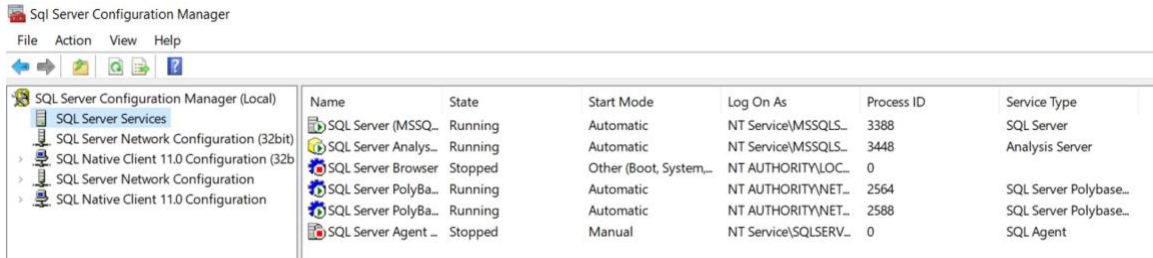 Sql Server Configuration Manager
File Action View Help
SQL Server Configuration Manager (Local)
SQL Server Services
SQL Server Network Configuration (32bit)
SQL Native Client 11.0 Configuration (32b
SQL Server Network Configuration
SQL Native Client 11.0 Configuration
Name State Start Mode Log On As Process ID Service Type
SQL Server (MSSQ... Running Automatic NT Service\MSSQLS... 3388 SQL Server
SQL Server Analys... Running Automatic NT Service\MSSQLS... 3448 Analysis Server
SQL Server Browser Stopped Other (Boot, System,... NT AUTHORITY\LOC... 0
SQL Server PolyBa... Running Automatic NT AUTHORITY\NET... 2564 SQL Server Polybase...
SQL Server PolyBa... Running Automatic NT AUTHORITY\NET... 2588 SQL Server Polybase...
SQL Server Agent ... Stopped Manual NT Service\SQLSERV... 0 SQL Agent